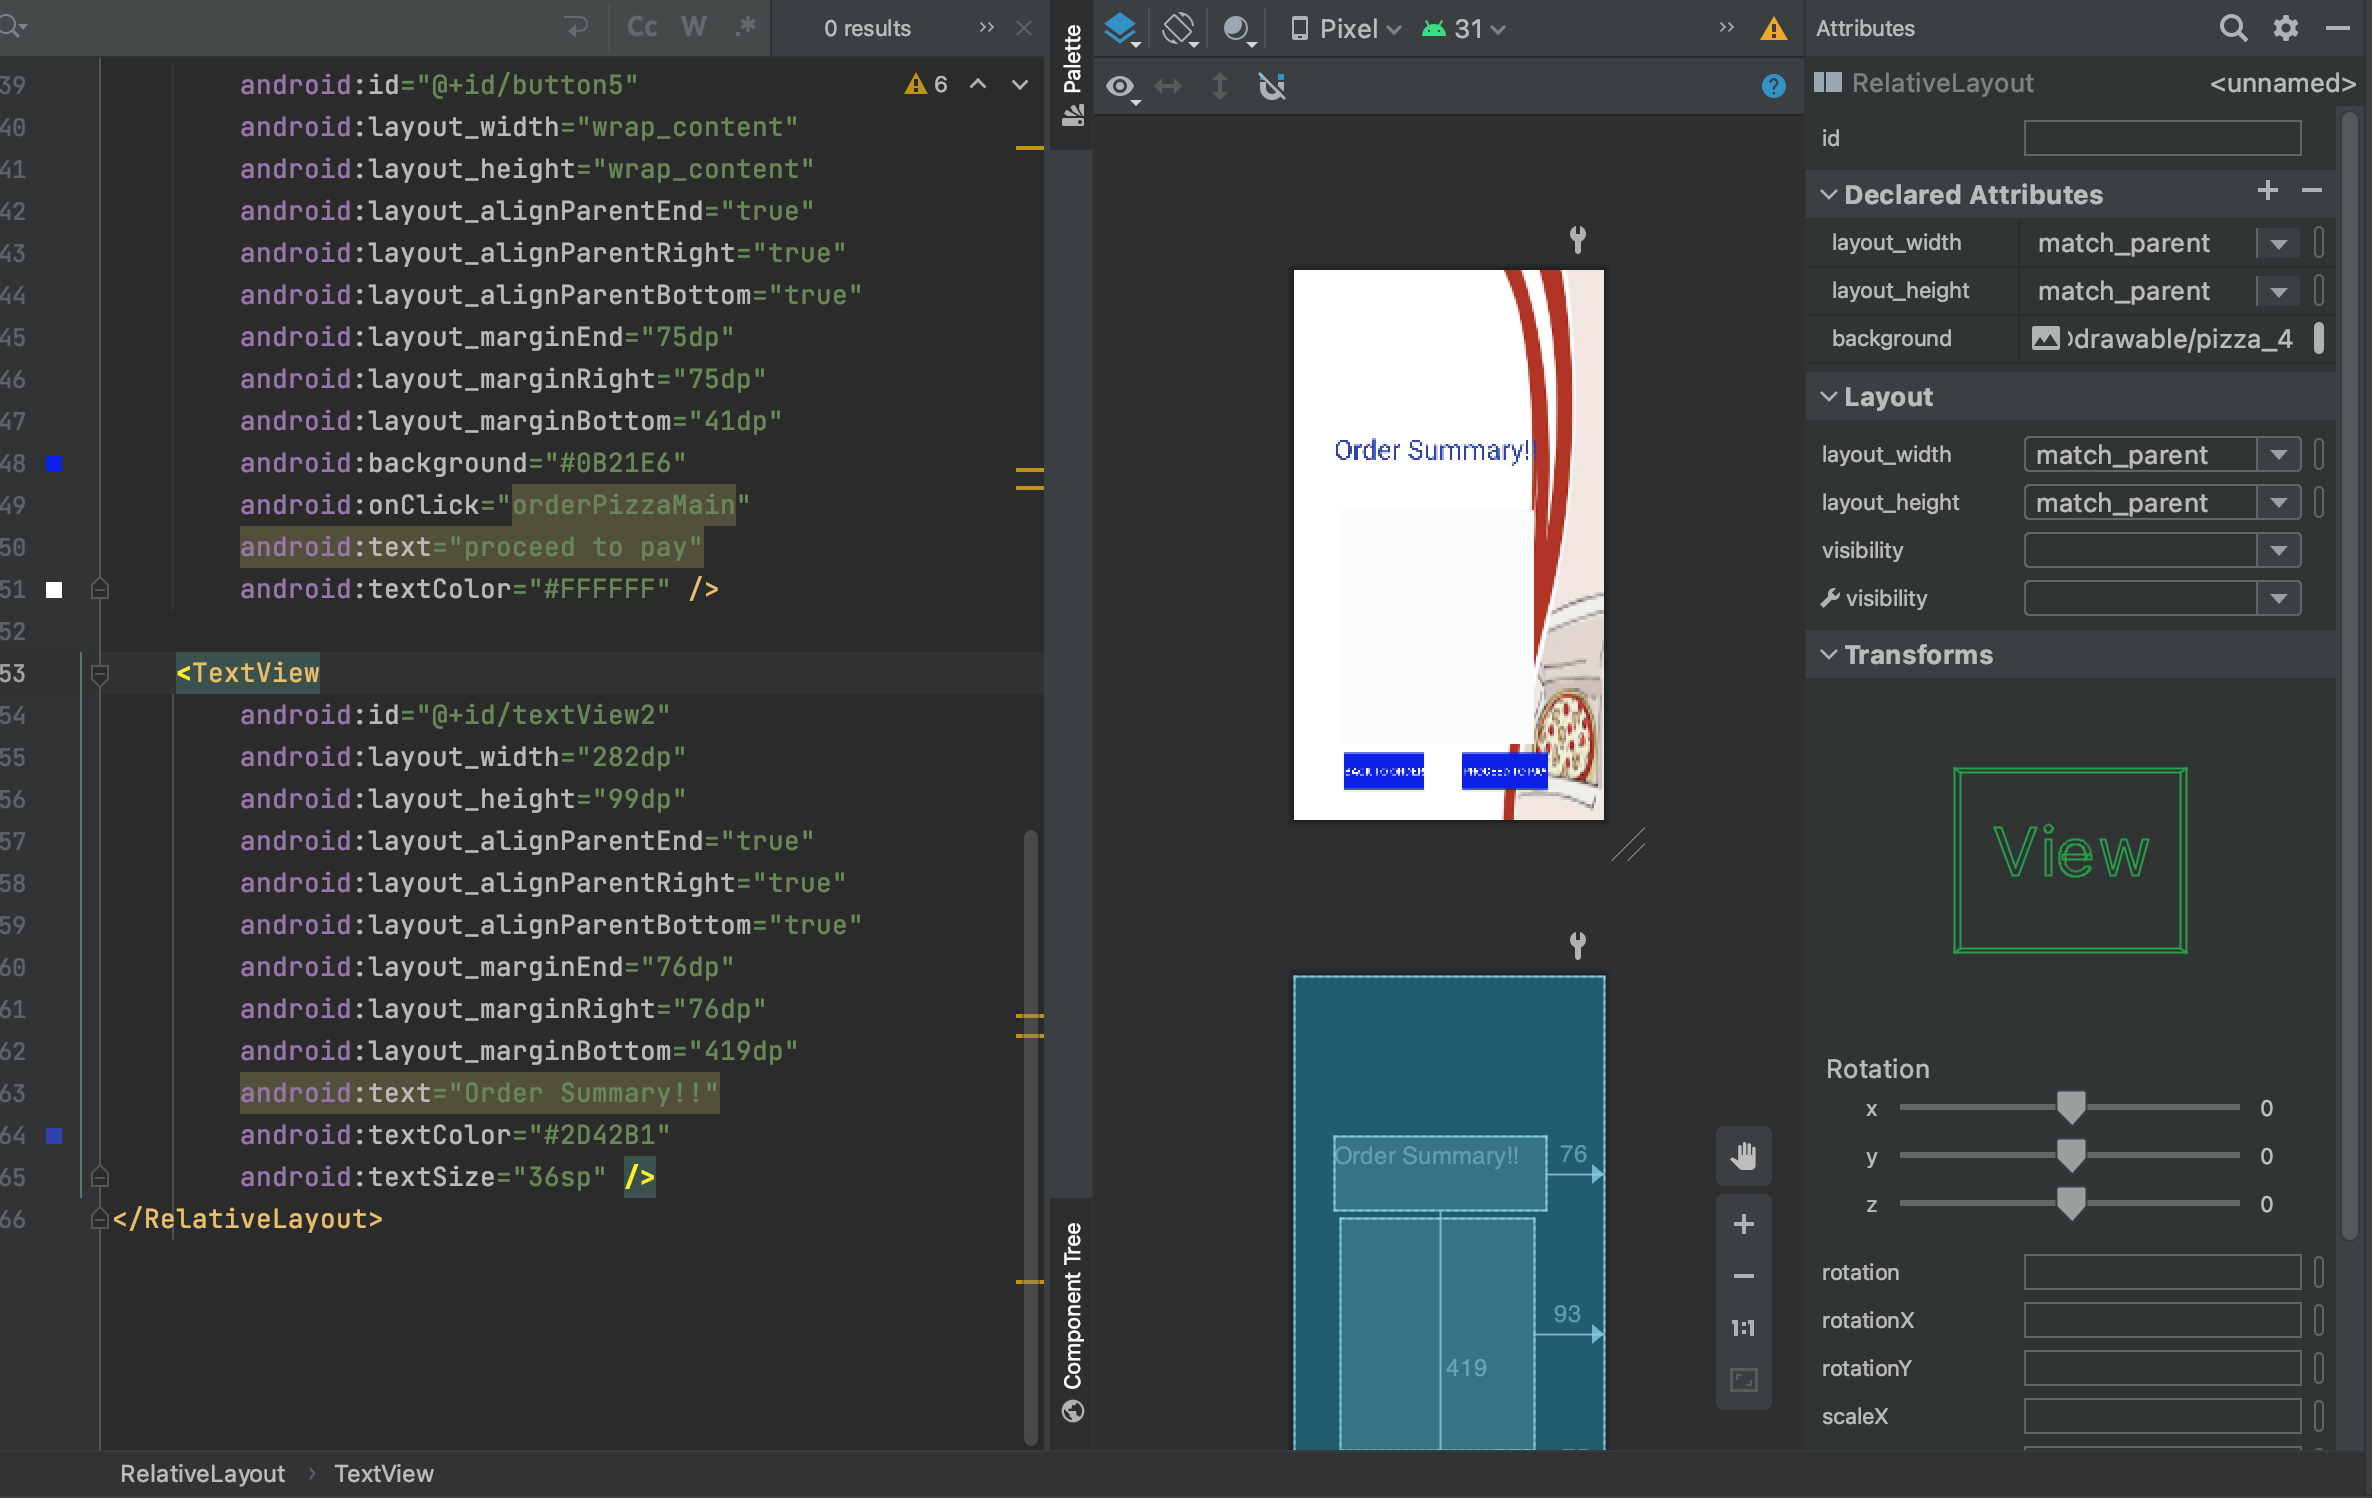 Cc W .* 0 results
39 android:id="@+id/button5"
6
40 android:layout_width="wrap_content"
41 android:layout_height="wrap_content"
42 android:layout_alignParentEnd="true"
43 android:layout_alignParentRight="true"
44 android:layout_alignParentBottom="true"
45 android:layout_marginEnd="75dp"
46 android:layout_marginRight="75dp"
47 android:layout_marginBottom="41dp"
48 android:background="#0B21E6"
49 android:onClick="orderPizzaMain"
50 android:text="proceed to pay"
51 android:textColor="#FFFFFF" />
52
53 <TextView
54 android:id="@+id/textView2"
55 android:layout_width="282dp"
56 android:layout_height="99dp"
57 android:layout_alignParentEnd="true"
58 android:layout_alignParentRight="true"
59 android:layout_alignParentBottom="true"
60 android:layout_marginEnd="76dp"
61 android:layout_marginRight="76dp"
62 android:layout_marginBottom="419dp"
63 android:text="Order Summary!!"
64 android:textColor="#2D42B1"
65 android:textSize="36sp" />
66 </RelativeLayout>
RelativeLayout › TextView
Palette
Component Tree
Pixel 31
Order Summary!!
BACK TO ORDER PROCEED TO PAY
Order Summary!! 76
93
419
1:1
Attributes
RelativeLayout <unnamed>
id
Declared Attributes
layout_width match_parent
layout_height match_parent
background drawable/pizza_4
Layout
layout_width match_parent
layout_height match_parent
visibility
visibility
Transforms
View
Rotation
x 0
y 0
z 0
rotation
rotationX
rotationY
scaleX